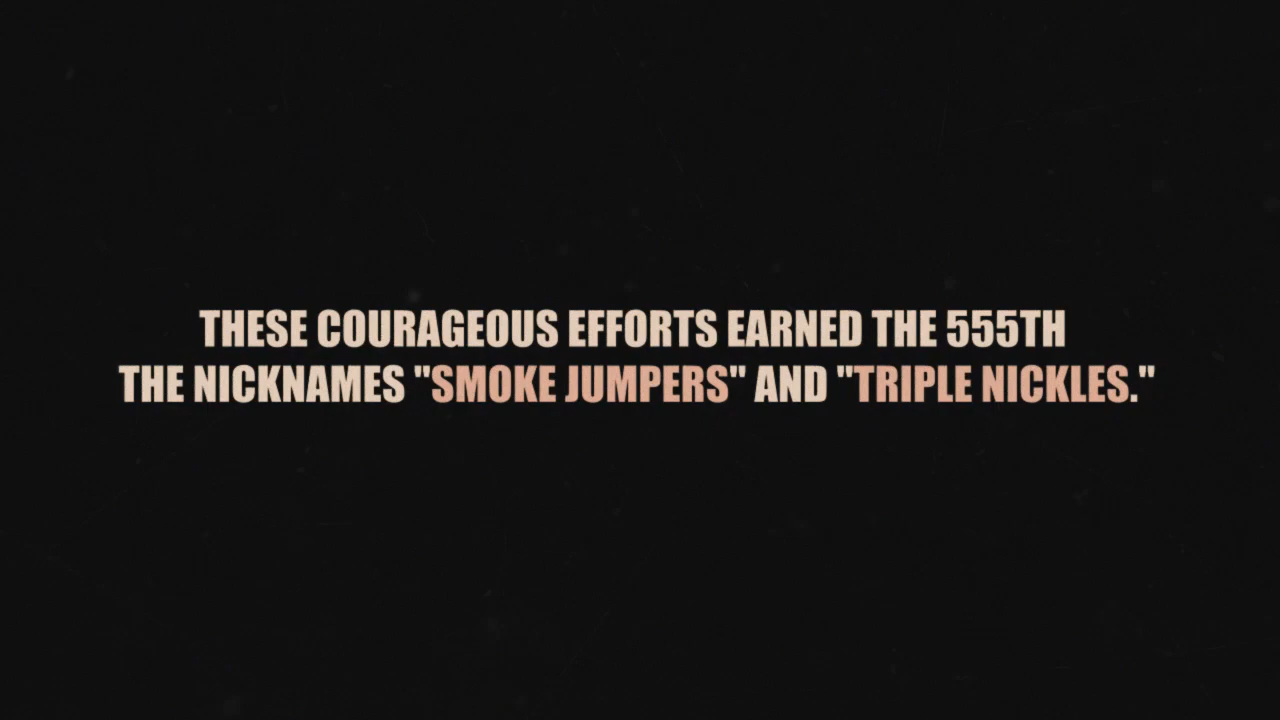 THESE COURAGEOUS EFFORTS EARNED THE 555TH
THE NICKNAMES "SMOKE JUMPERS" AND "TRIPLE NICKLES."